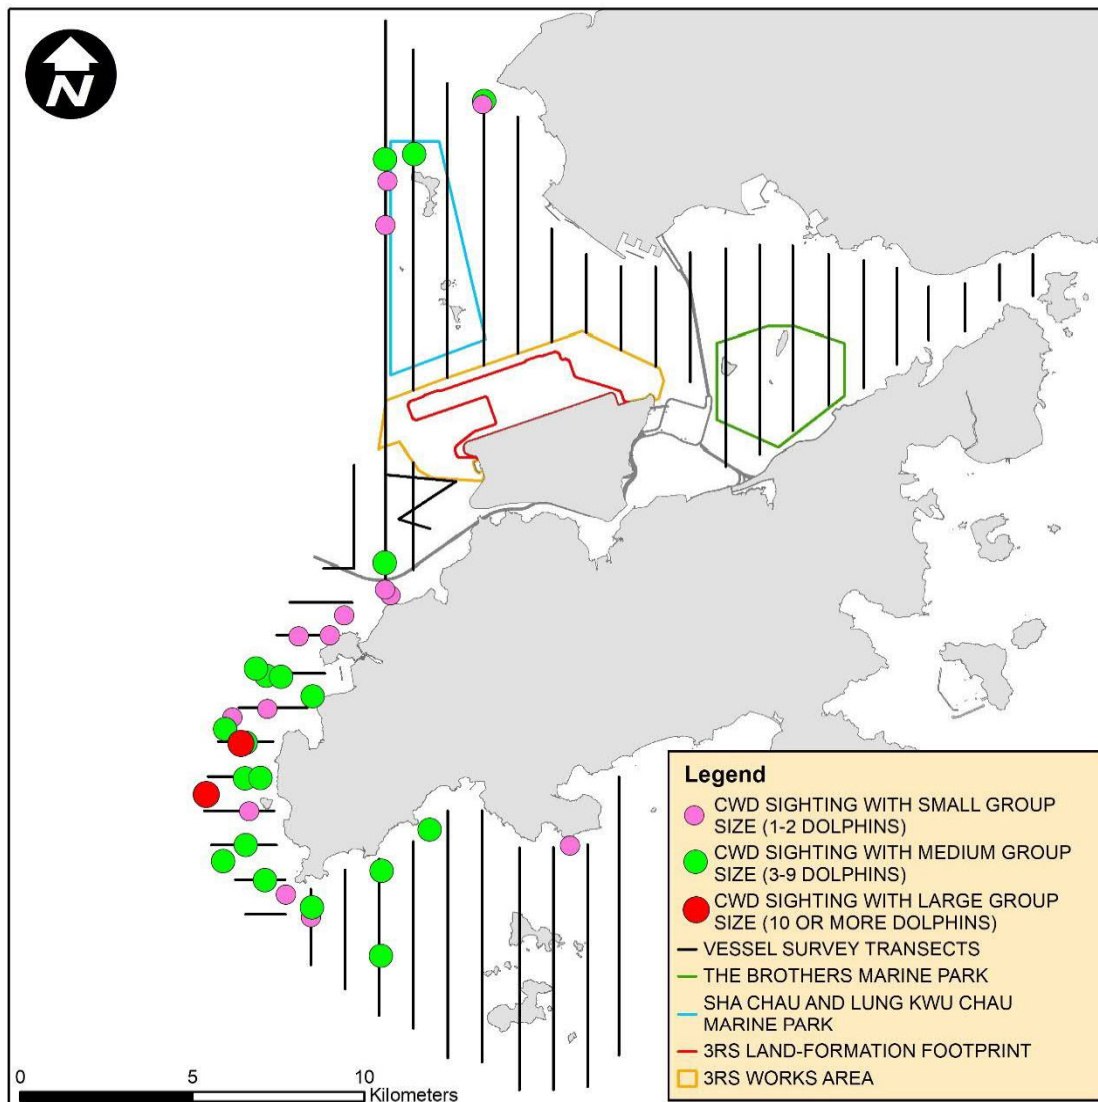 N
Legend
CWD SIGHTING WITH SMALL GROUP
SIZE (1-2 DOLPHINS)
CWD SIGHTING WITH MEDIUM GROUP
SIZE (3-9 DOLPHINS)
CWD SIGHTING WITH LARGE GROUP
SIZE (10 OR MORE DOLPHINS)
VESSEL SURVEY TRANSECTS
THE BROTHERS MARINE PARK
SHA CHAU AND LUNG KWU CHAU
MARINE PARK
3RS LAND-FORMATION FOOTPRINT
3RS WORKS AREA
0 5 10
Kilometers